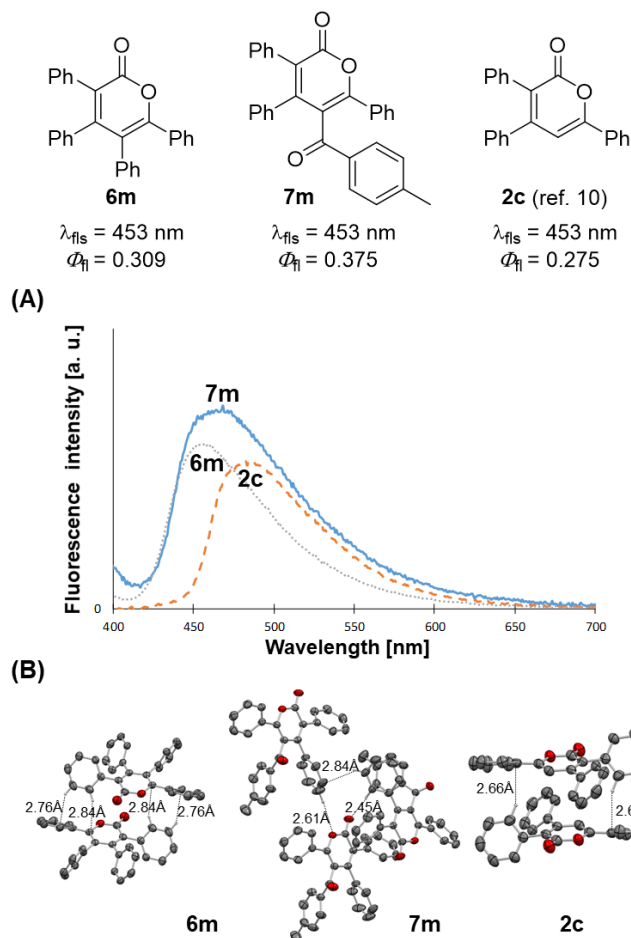 O
O
Ph
Ph
Ph
Ph
6m
O
O
Ph
Ph
Ph
O
7m
O
O
Ph
Ph
Ph
2c (ref. 10)
λfls = 453 nm
Φfl = 0.309
λfls = 453 nm
Φfl = 0.375
λfls = 453 nm
Φfl = 0.275
(A)
Fluorescence intensity [a. u.]
7m
6m
2c
0
400
450
500
550
600
650
700
Wavelength [nm]
(B)
2.76Å
2.84Å
2.84Å
2.76Å
6m
2.84Å
2.61Å
2.45Å
7m
2.66Å
2c